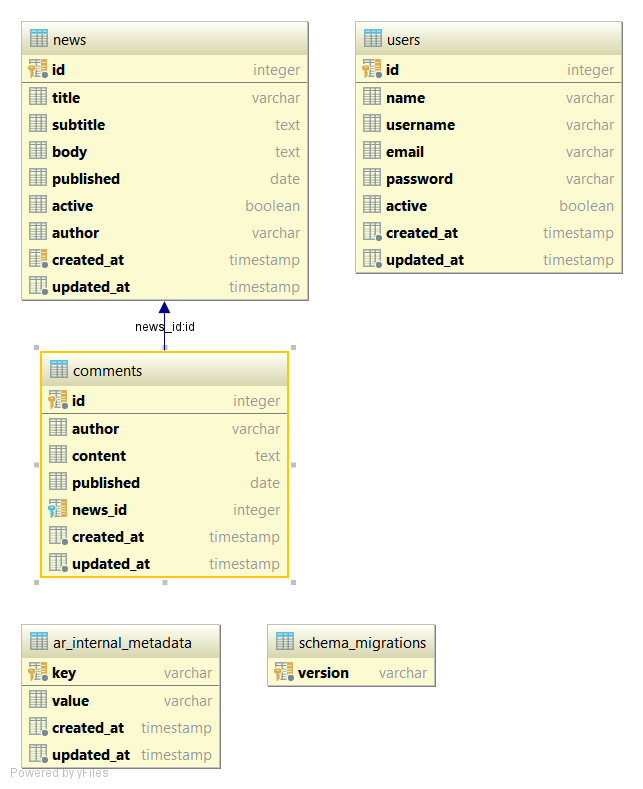 news
id integer
title varchar
subtitle text
body text
published date
active boolean
author varchar
created_at timestamp
updated_at timestamp
users
id integer
name varchar
username varchar
email varchar
password varchar
active boolean
created_at timestamp
updated_at timestamp
news_id:id
comments
id integer
author varchar
content text
published date
news_id integer
created_at timestamp
updated_at timestamp
ar_internal_metadata
key varchar
value varchar
created_at timestamp
updated_at timestamp
schema_migrations
version varchar
Powered by yFiles